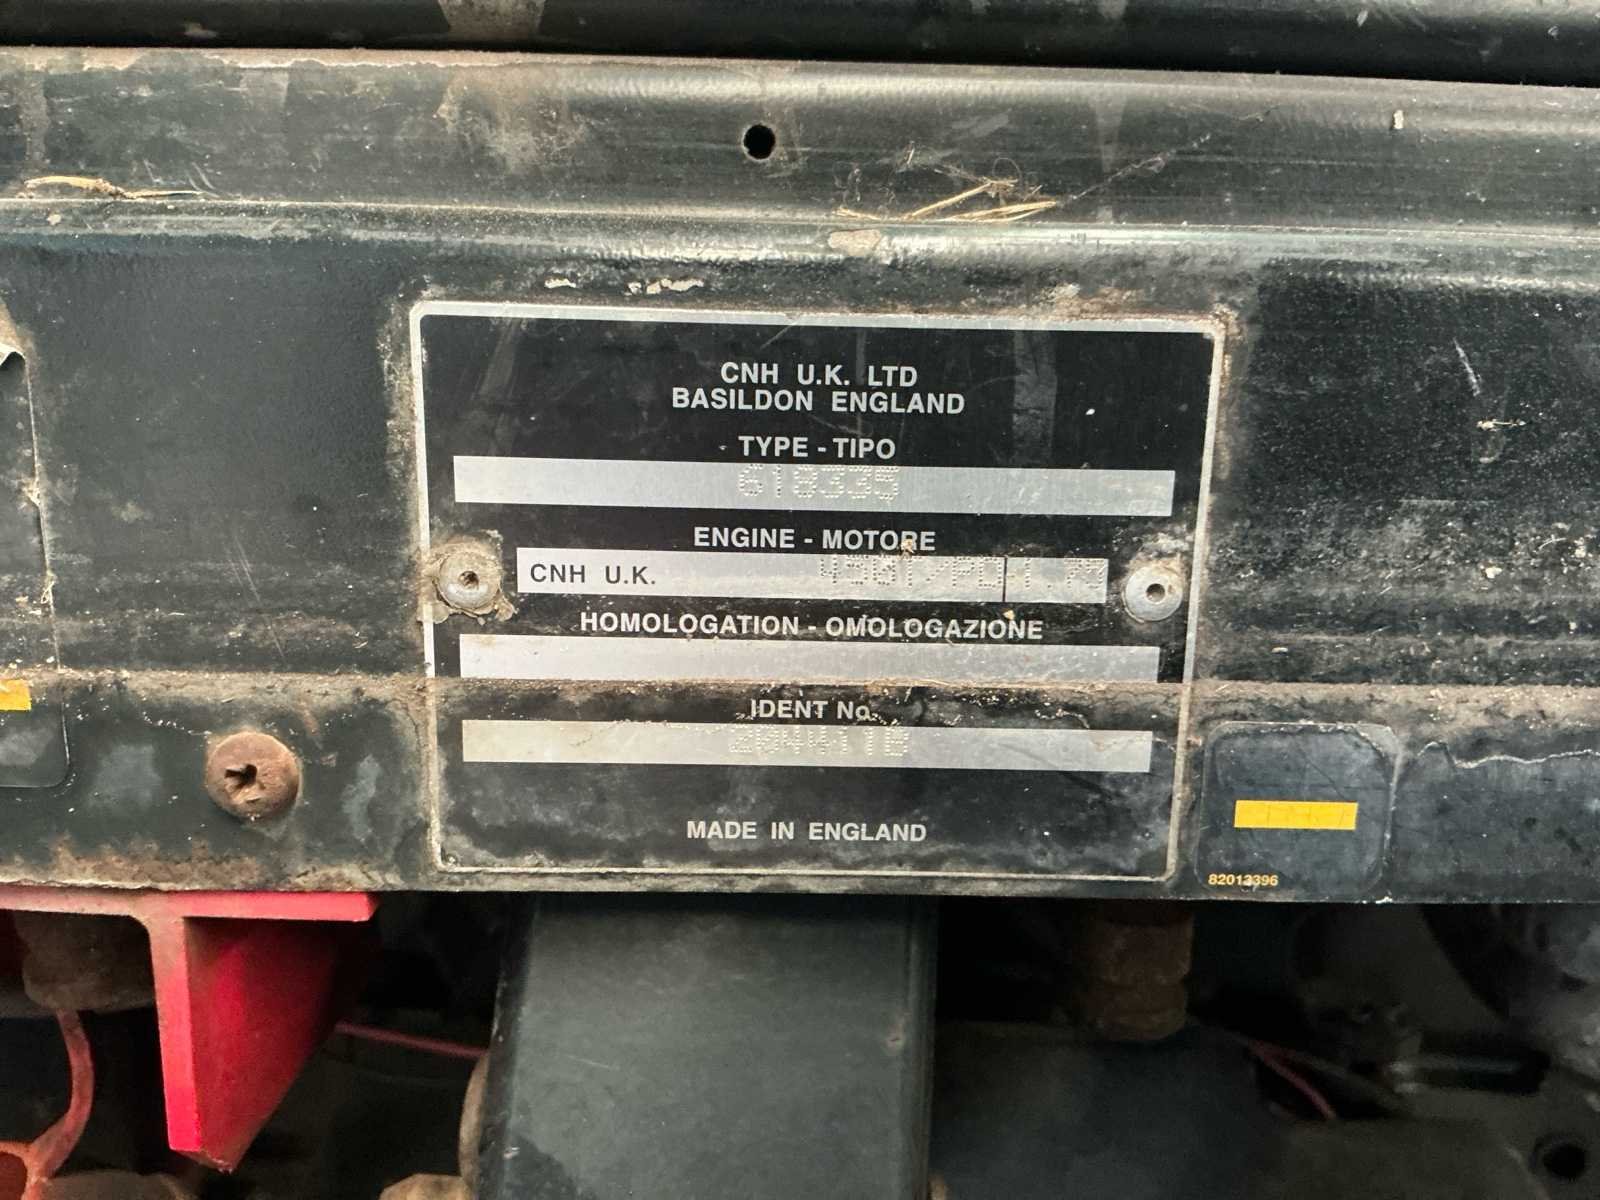 CNH U.K. LTD
BASILDON ENGLAND
TYPE - TIPO
618335
ENGINE - MOTORE
CNH U.K.
HOMOLOGATION - OMOLOGAZIONE
IDENT No.
MADE IN ENGLAND
82013396